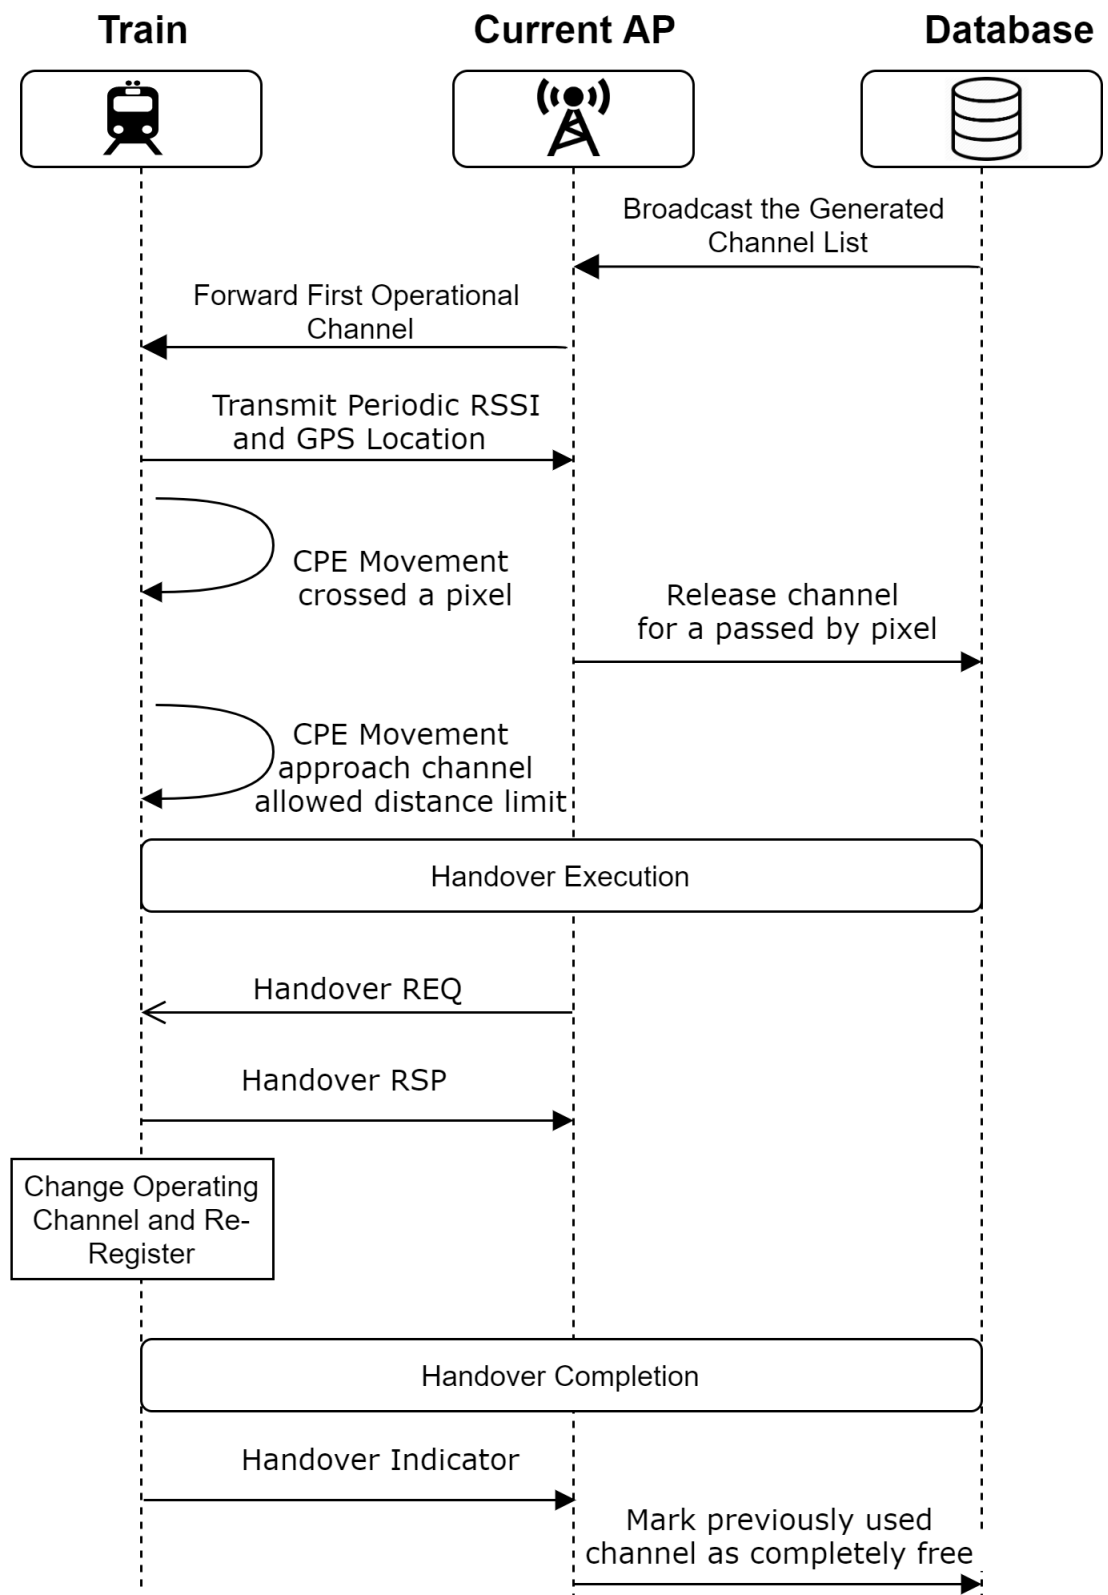 Train
Current AP
Database
Broadcast the Generated
Channel List
Forward First Operational
Channel
Transmit Periodic RSSI
and GPS Location
CPE Movement
crossed a pixel
Release channel
for a passed by pixel
CPE Movement
approach channel
allowed distance limit
Handover Execution
Handover REQ
Handover RSP
Change Operating
Channel and Re-
Register
Handover Completion
Handover Indicator
Mark previously used
channel as completely free